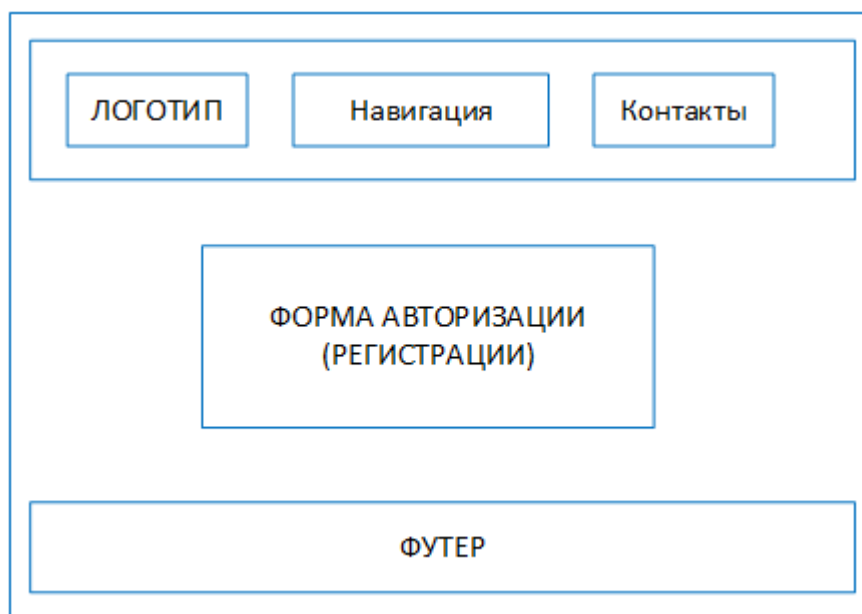 ЛОГОТИП Навигация Контакты
ФОРМА АВТОРИЗАЦИИ
(РЕГИСТРАЦИИ)
ФУТЕР